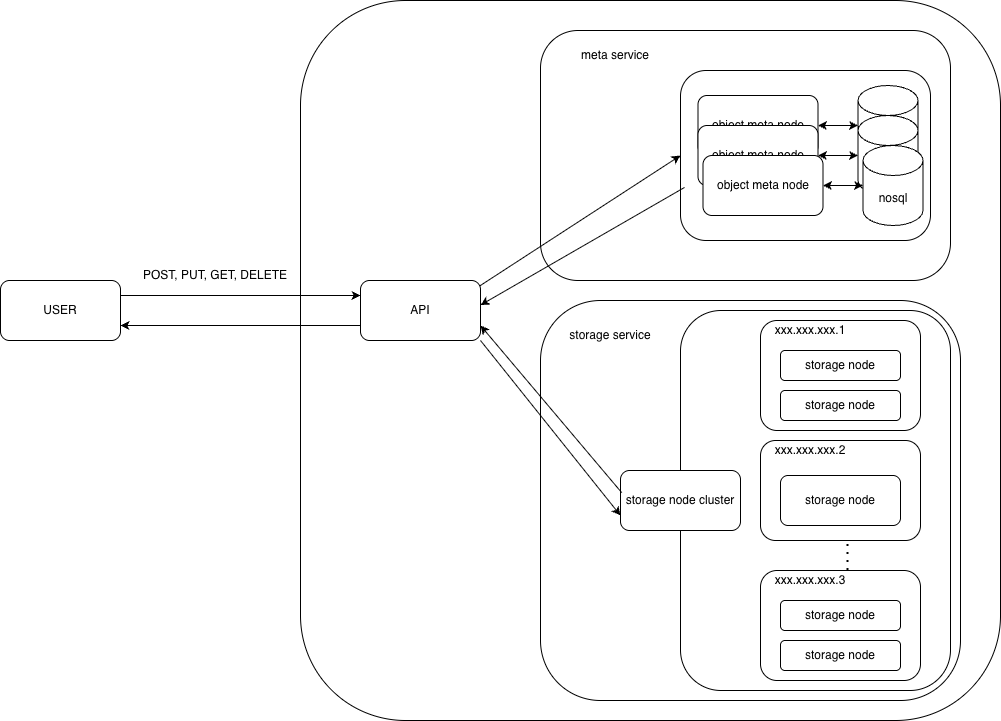 meta service
object meta node
object meta node
object meta node
nosql
POST, PUT, GET, DELETE
USER
API
storage service
xxx.xxx.xxx.1
storage node
storage node
xxx.xxx.xxx.2
storage node
storage node cluster
xxx.xxx.xxx.3
storage node
storage node